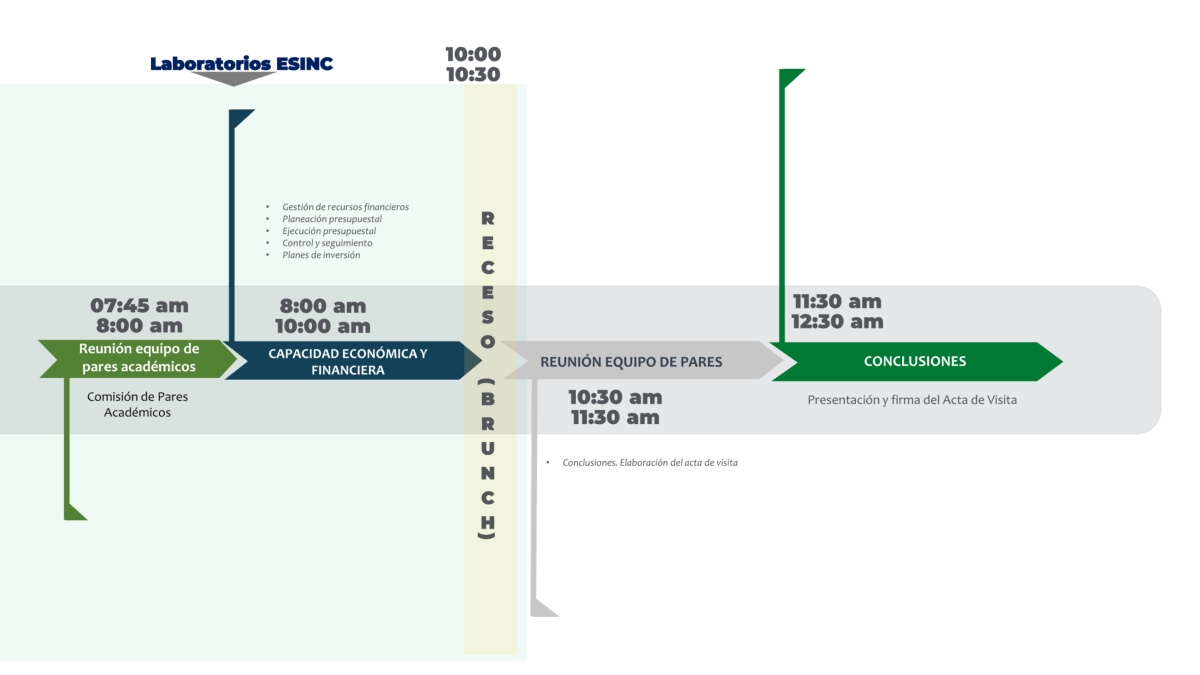 Laboratorios ESINC
10:00
10:30
• Gestión de recursos financieros
• Planeación presupuestal
• Ejecución presupuestal
• Control y seguimiento
• Planes de inversión
07:45 am
8:00 am
Reunión equipo de
pares académicos
Comisión de Pares
Académicos
8:00 am
10:00 am
CAPACIDAD ECONÓMICA Y
FINANCIERA
RECESO (BRUNCH)
REUNIÓN EQUIPO DE PARES
10:30 am
11:30 am
• Conclusiones. Elaboración del acta de visita
11:30 am
12:30 am
CONCLUSIONES
Presentación y firma del Acta de Visita